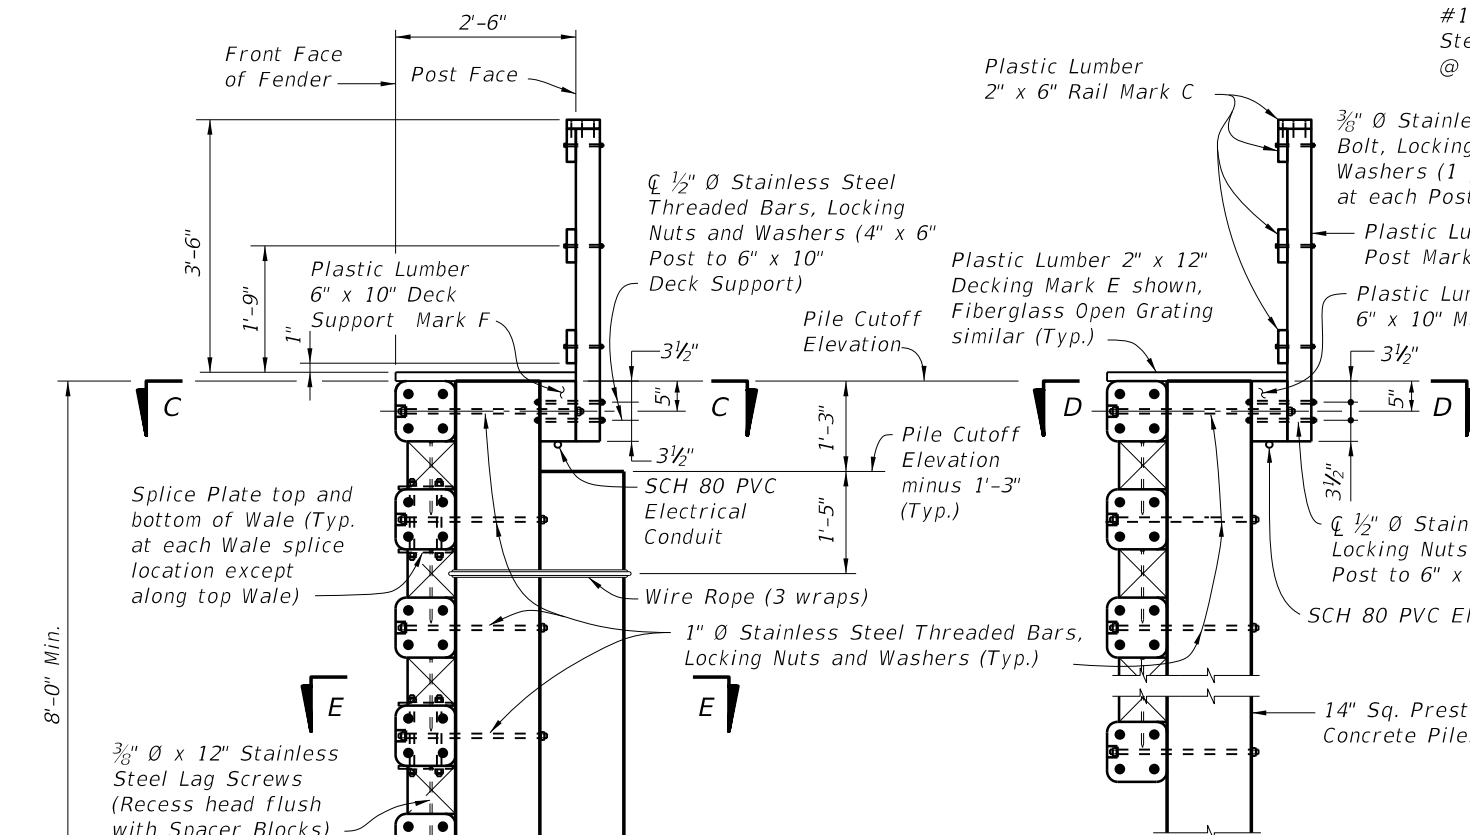 2'-6"
Front Face
of Fender
Post Face
3'-6"
1'-9"
1"
Plastic Lumber
6" x 10" Deck
Support Mark F
℄ ½" Ø Stainless Steel
Threaded Bars, Locking
Nuts and Washers (4" x 6"
Post to 6" x 10"
Deck Support)
Pile Cutoff
Elevation
Plastic Lumber
2" x 6" Rail Mark C
Plastic Lumber 2" x 12"
Decking Mark E shown,
Fiberglass Open Grating
similar (Typ.)
#1
Ste
@
⅜" Ø Stainle
Bolt, Locking
Washers (1
at each Post
Plastic Lu
Post Mark
Plastic Lu
6" x 10" M
3½"
5"
3½"
C
C
1'-3"
1'-5"
Pile Cutoff
Elevation
minus 1'-3"
(Typ.)
D
D
3½"
5"
3½"
Splice Plate top and
bottom of Wale (Typ.
at each Wale splice
location except
along top Wale)
SCH 80 PVC
Electrical
Conduit
Wire Rope (3 wraps)
1" Ø Stainless Steel Threaded Bars,
Locking Nuts and Washers (Typ.)
℄ ½" Ø Stain
Locking Nuts
Post to 6" x
SCH 80 PVC El
8'-0" Min.
E
E
14" Sq. Prest
Concrete Pile
⅜" Ø x 12" Stainless
Steel Lag Screws
(Recess head flush
with Spacer Blocks)